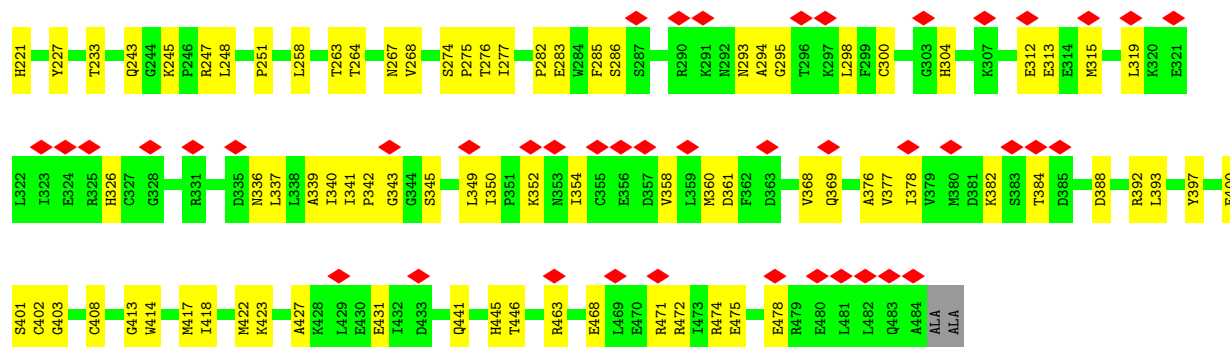 H221 Y227 T233 Q243 G244 K245 P246 R247 L248 P251 L258 T263 T264 N267 V268 S274 P275 T276 I277 P282 E283 W284 F285 S286 S287 R290 K291 N292 N293 A294 G295 T296 K297 L298 F299 C300 G303 H304 K307 E312 E313 E314 M315 L319 K320 E321
L322 I323 E324 R325 H326 C327 G328 R331 D335 N336 L337 L338 A339 I340 I341 P342 G343 G344 S345 L349 I350 P351 K352 N353 I354 C355 E356 D357 V358 L359 M360 D361 F362 D363 V368 Q369 A376 V377 I378 V379 M380 D381 K382 S383 T384 D385 D388 R392 L393 Y397
S401 C402 G403 C408 G413 W414 M417 I418 M422 K423 A427 K428 L429 E430 E431 I432 D433 Q441 H445 T446 R463 E468 L469 E470 R471 R472 I473 R474 E475 E478 R479 E480 L481 L482 Q483 A484 ALA ALA